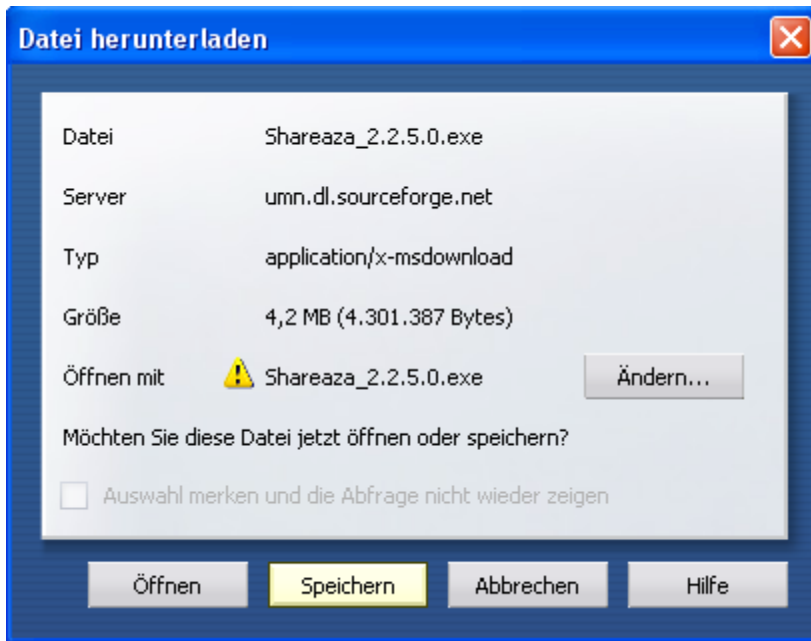 Datei herunterladen
Datei Shareaza_2.2.5.0.exe
Server umn.dl.sourceforge.net
Typ application/x-msdownload
Größe 4,2 MB (4.301.387 Bytes)
Öffnen mit Shareaza_2.2.5.0.exe Ändern...
Möchten Sie diese Datei jetzt öffnen oder speichern?
Auswahl merken und die Abfrage nicht wieder zeigen
Öffnen Speichern Abbrechen Hilfe